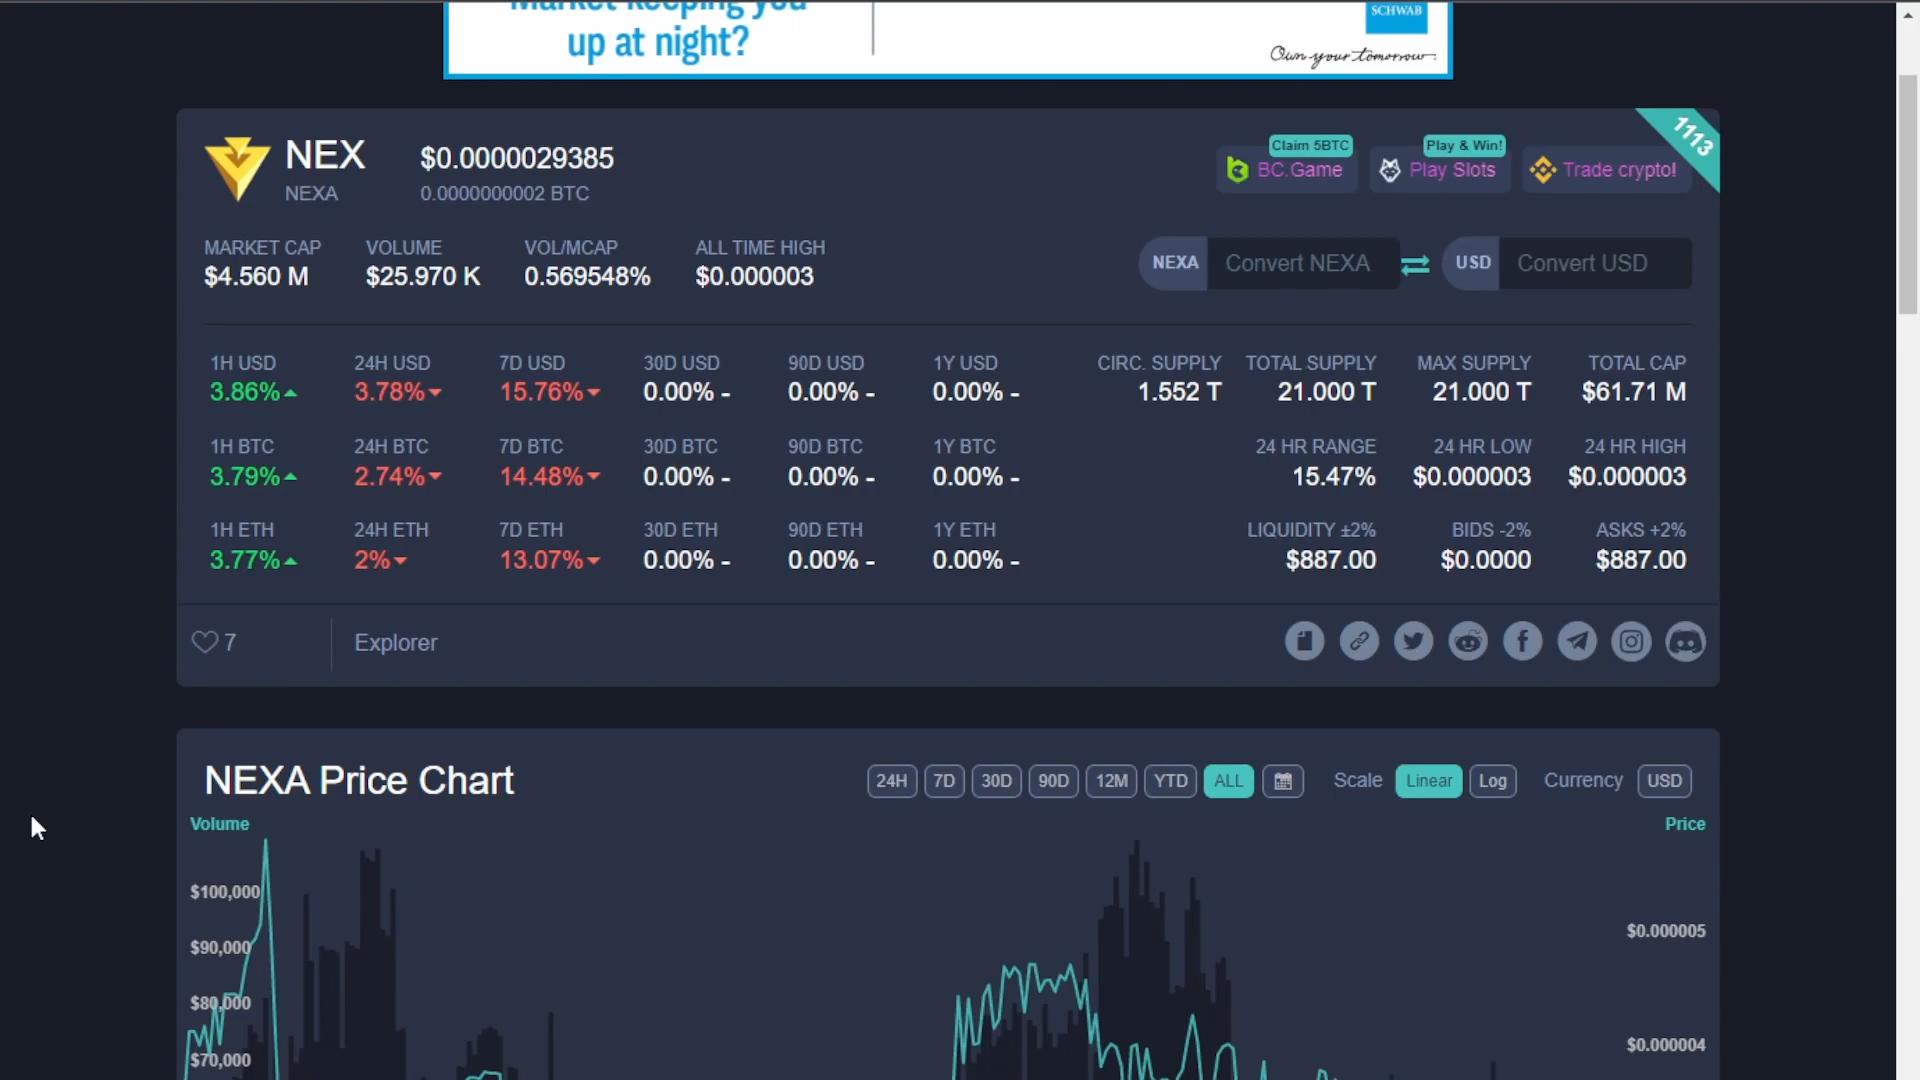 Market keeping you
up at night?
SCHWAB
Own your tomorrow.
1113
NEX
NEXA
$0.0000029385
0.0000000002 BTC
Claim 5BTC
BC.Game
Play & Win!
Play Slots
Trade crypto!
MARKET CAP
$4.560 M
VOLUME
$25.970 K
VOL/MCAP
0.569548%
ALL TIME HIGH
$0.000003
NEXA
Convert NEXA
USD
Convert USD
1H USD 24H USD 7D USD 30D USD 90D USD 1Y USD CIRC. SUPPLY TOTAL SUPPLY MAX SUPPLY TOTAL CAP
3.86% 3.78% 15.76% 0.00% - 0.00% - 0.00% - 1.552 T 21.000 T 21.000 T $61.71 M
1H BTC 24H BTC 7D BTC 30D BTC 90D BTC 1Y BTC 24 HR RANGE 24 HR LOW 24 HR HIGH
3.79% 2.74% 14.48% 0.00% - 0.00% - 0.00% - 15.47% $0.000003 $0.000003
1H ETH 24H ETH 7D ETH 30D ETH 90D ETH 1Y ETH LIQUIDITY ±2% BIDS -2% ASKS +2%
3.77% 2% 13.07% 0.00% - 0.00% - 0.00% - $887.00 $0.0000 $887.00
7
Explorer
NEXA Price Chart
24H 7D 30D 90D 12M YTD ALL Scale Linear Log Currency USD
Volume
Price
$100,000
$0.000005
$90,000
$80,000
$0.000004
$70,000